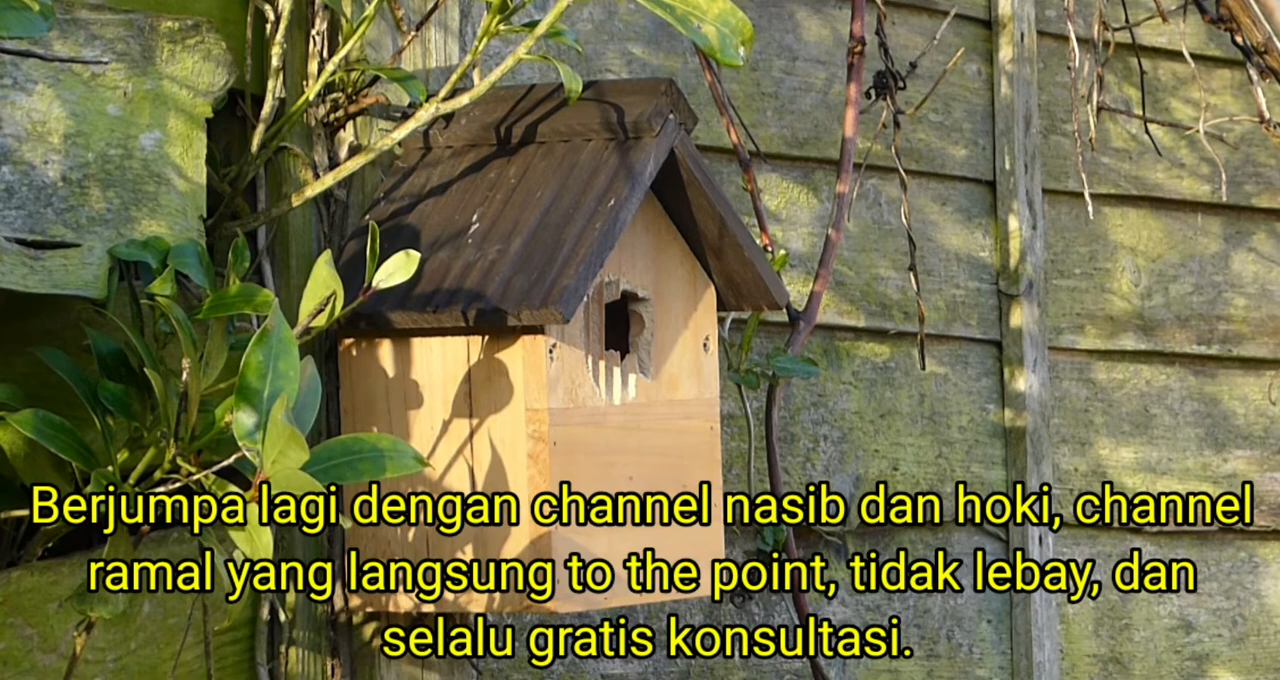 Berjumpa lagi dengan channel nasib dan hoki, channel
ramal yang langsung to the point, tidak lebay, dan
selalu gratis konsultasi.